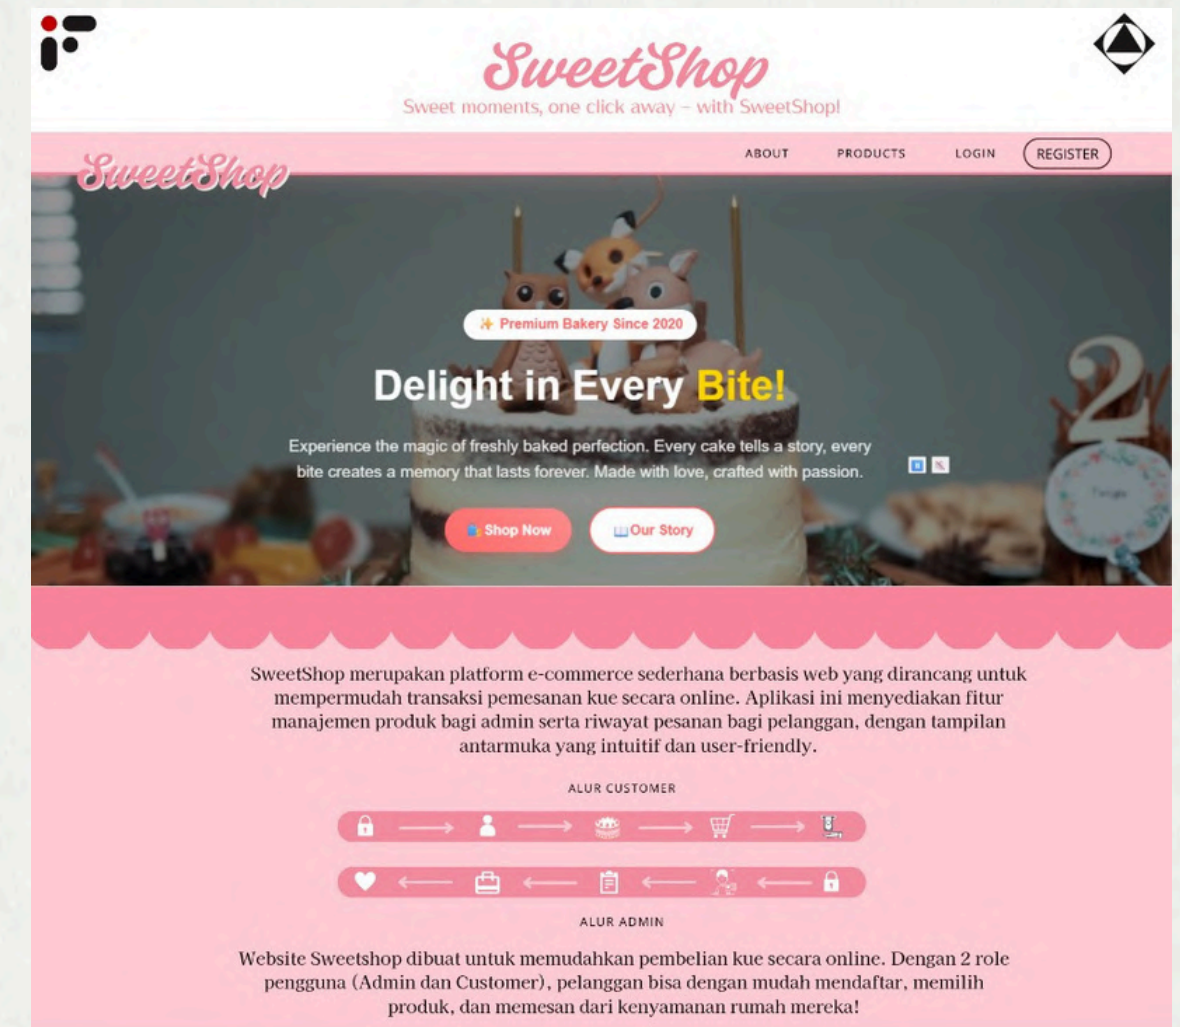 SweetShop
Sweet moments, one click away – with SweetShop!
SweetShop
ABOUT
PRODUCTS
LOGIN
REGISTER
✨ Premium Bakery Since 2020
Delight in Every Bite!
Experience the magic of freshly baked perfection. Every cake tells a story, every
bite creates a memory that lasts forever. Made with love, crafted with passion.
Shop Now
Our Story
2
SweetShop merupakan platform e-commerce sederhana berbasis web yang dirancang untuk
mempermudah transaksi pemesanan kue secara online. Aplikasi ini menyediakan fitur
manajemen produk bagi admin serta riwayat pesanan bagi pelanggan, dengan tampilan
antarmuka yang intuitif dan user-friendly.
ALUR CUSTOMER
ALUR ADMIN
Website Sweetshop dibuat untuk memudahkan pembelian kue secara online. Dengan 2 role
pengguna (Admin dan Customer), pelanggan bisa dengan mudah mendaftar, memilih
produk, dan memesan dari kenyamanan rumah mereka!